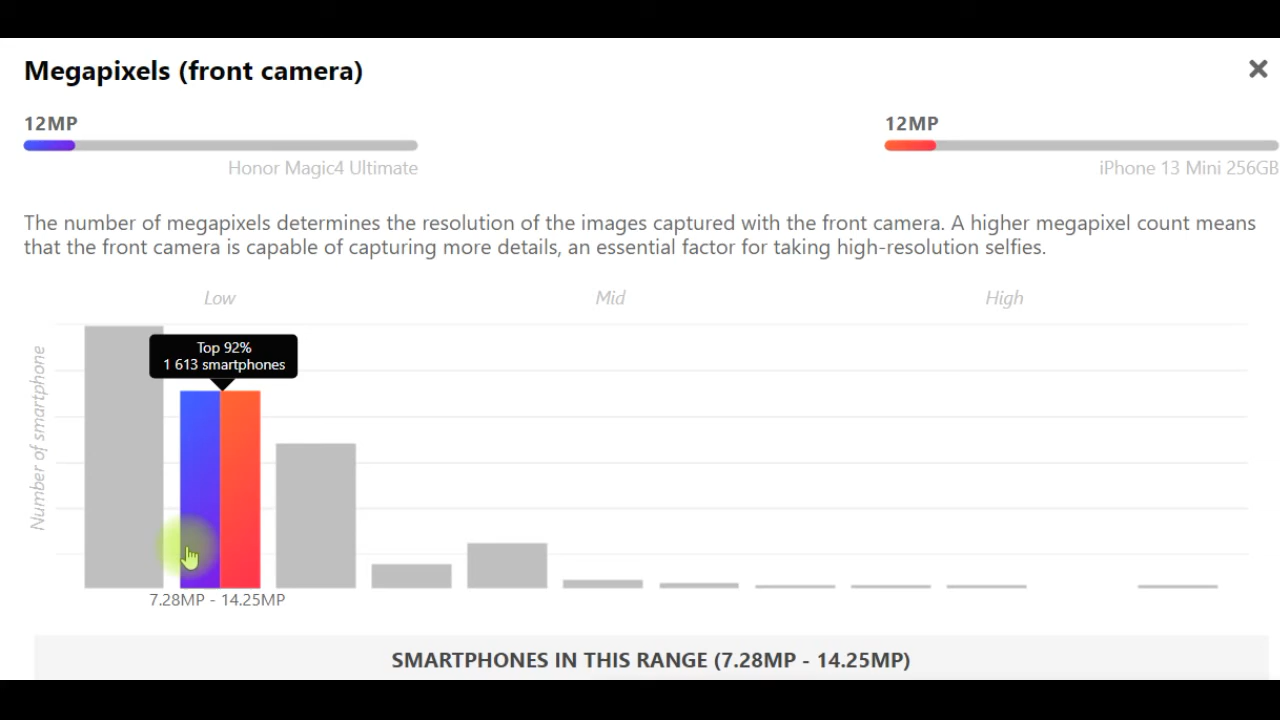 Megapixels (front camera)
12MP
12MP
Honor Magic4 Ultimate
iPhone 13 Mini 256GB
The number of megapixels determines the resolution of the images captured with the front camera. A higher megapixel count means
that the front camera is capable of capturing more details, an essential factor for taking high-resolution selfies.
Low
Mid
High
Number of smartphone
Top 92%
1 613 smartphones
7.28MP - 14.25MP
SMARTPHONES IN THIS RANGE (7.28MP - 14.25MP)